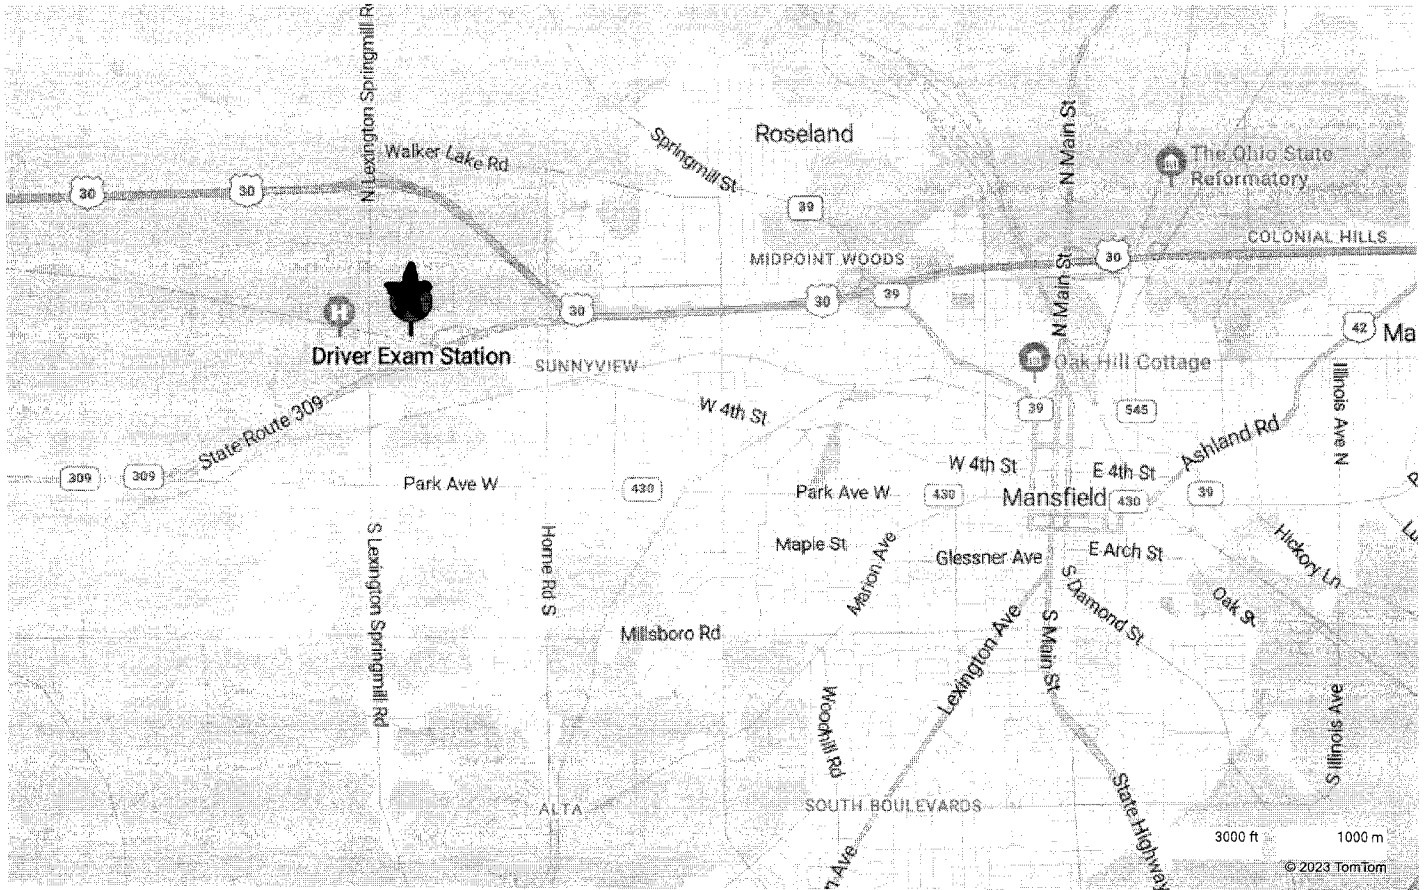 N Lexington Springmill Rd
Walker Lake Rd
Springmill St
Roseland
N Main St
The Ohio State
Reformatory
30
30
39
COLONIAL HILLS
MIDPOINT WOODS
30
N Main St
H
30
30
39
42
Ma
Driver Exam Station
SUNNYVIEW
Oak Hill Cottage
Illinois Ave N
State Route 309
W 4th St
39
545
Ashland Rd
309
309
Park Ave W
430
Park Ave W
430
W 4th St
E 4th St
Mansfield
430
39
S Lexington Springmill Rd
Home Rd S
Maple St
Marion Ave
Glessner Ave
E Arch St
Hickory Ln
Lu
S Diamond St
Oak St
Millsboro Rd
Lexington Ave
S Main St
Woodhill Rd
S Illinois Ave
ALTA
SOUTH BOULEVARDS
State Highway
n Ave
3000 ft
1000 m
© 2023 TomTom